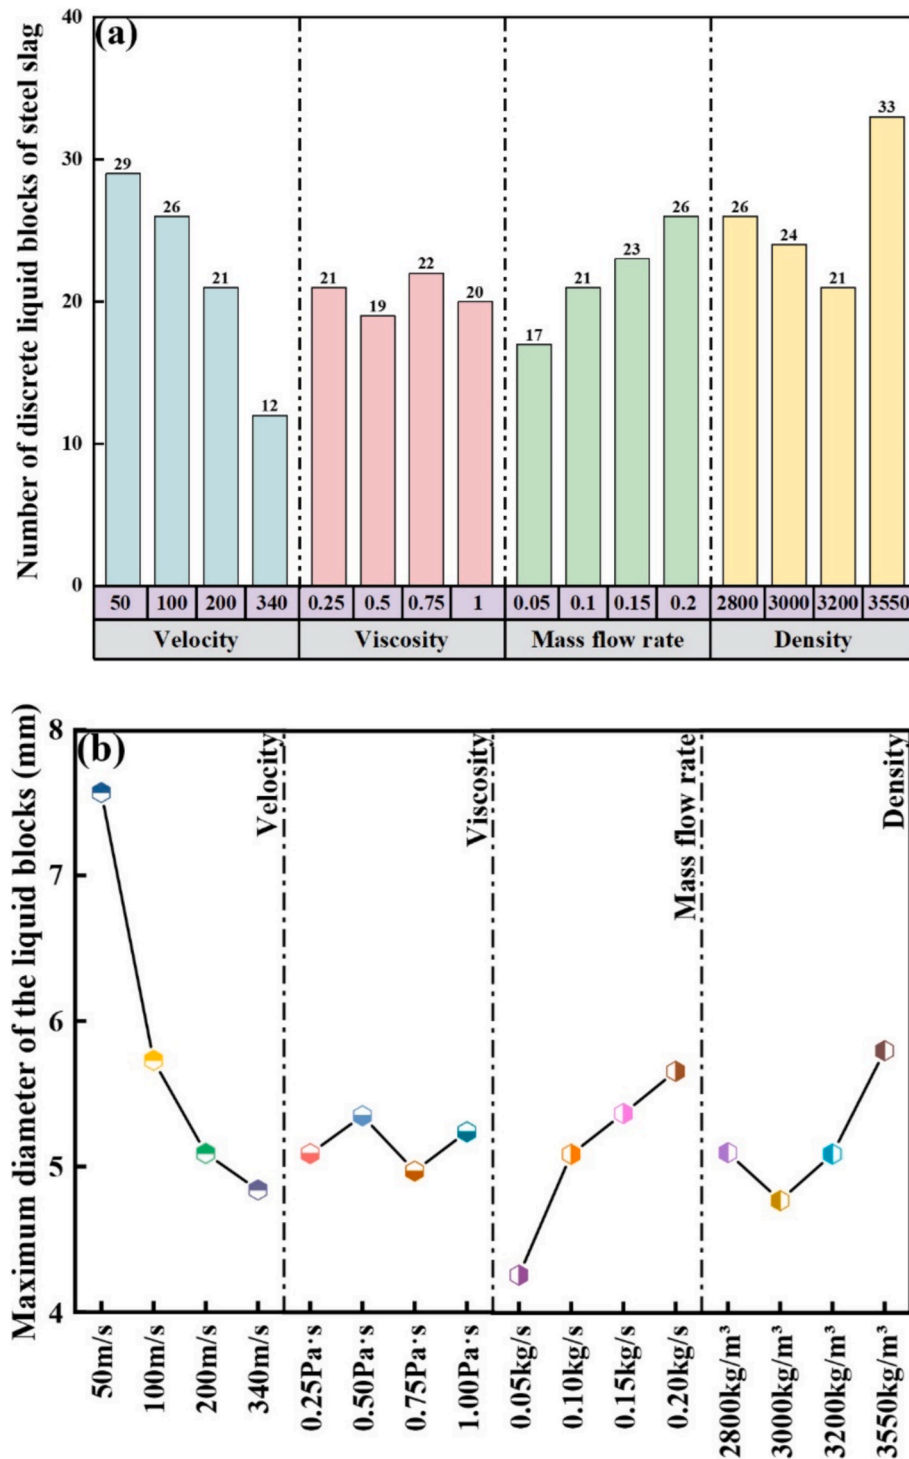 (a)
Number of discrete liquid blocks of steel slag
40
30
20
10
0
29
26
21
12
21
19
22
20
17
21
23
26
26
24
21
33
50 100 200 340 0.25 0.5 0.75 1 0.05 0.1 0.15 0.2 2800 3000 3200 3550
Velocity Viscosity Mass flow rate Density
(b)
Maximum diameter of the liquid blocks (mm)
8
7
6
5
4
Velocity
Viscosity
Mass flow rate
Density
50m/s
100m/s
200m/s
340m/s
0.25Pa·s
0.50Pa·s
0.75Pa·s
1.00Pa·s
0.05kg/s
0.10kg/s
0.15kg/s
0.20kg/s
2800kg/m³
3000kg/m³
3200kg/m³
3550kg/m³